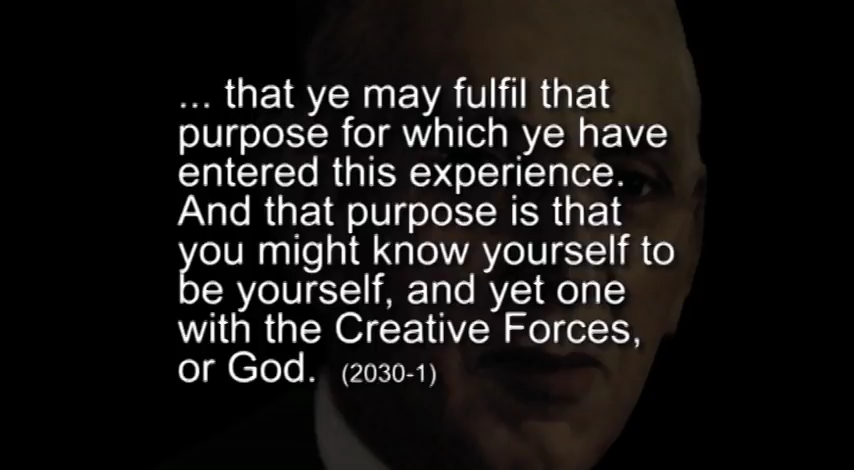 ... that ye may fulfil that
purpose for which ye have
entered this experience.
And that purpose is that
you might know yourself to
be yourself, and yet one
with the Creative Forces,
or God. (2030-1)